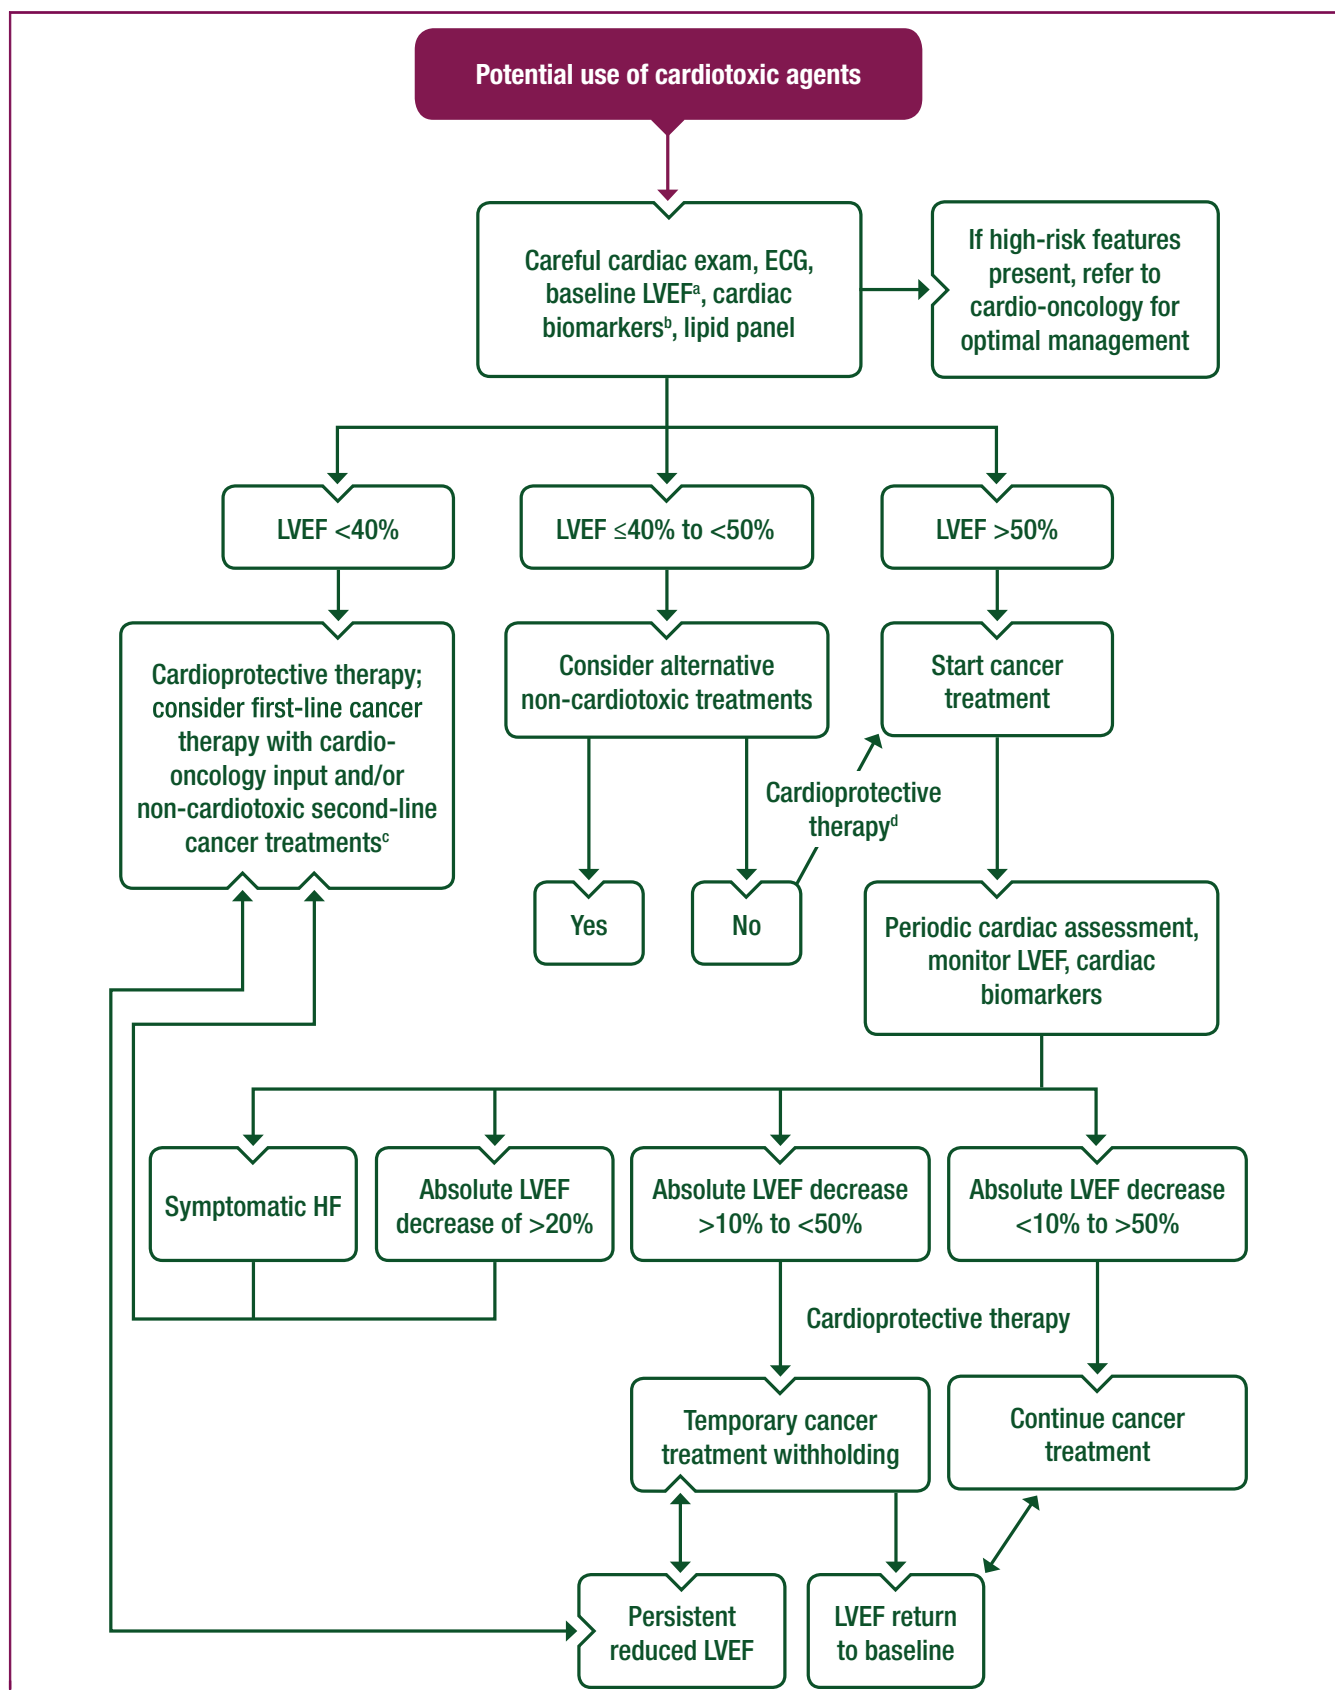 Potential use of cardiotoxic agents
Careful cardiac exam, ECG,
baseline LVEFᵃ, cardiac
biomarkersᵇ, lipid panel
If high-risk features
present, refer to
cardio-oncology for
optimal management
LVEF <40%
LVEF ≤40% to <50%
LVEF >50%
Cardioprotective therapy;
consider first-line cancer
therapy with cardio-
oncology input and/or
non-cardiotoxic second-line
cancer treatmentsᶜ
Consider alternative
non-cardiotoxic treatments
Start cancer
treatment
Cardioprotective
therapyᵈ
Yes
No
Periodic cardiac assessment,
monitor LVEF, cardiac
biomarkers
Symptomatic HF
Absolute LVEF
decrease of >20%
Absolute LVEF decrease
>10% to <50%
Absolute LVEF decrease
<10% to >50%
Cardioprotective therapy
Temporary cancer
treatment withholding
Continue cancer
treatment
Persistent
reduced LVEF
LVEF return
to baseline